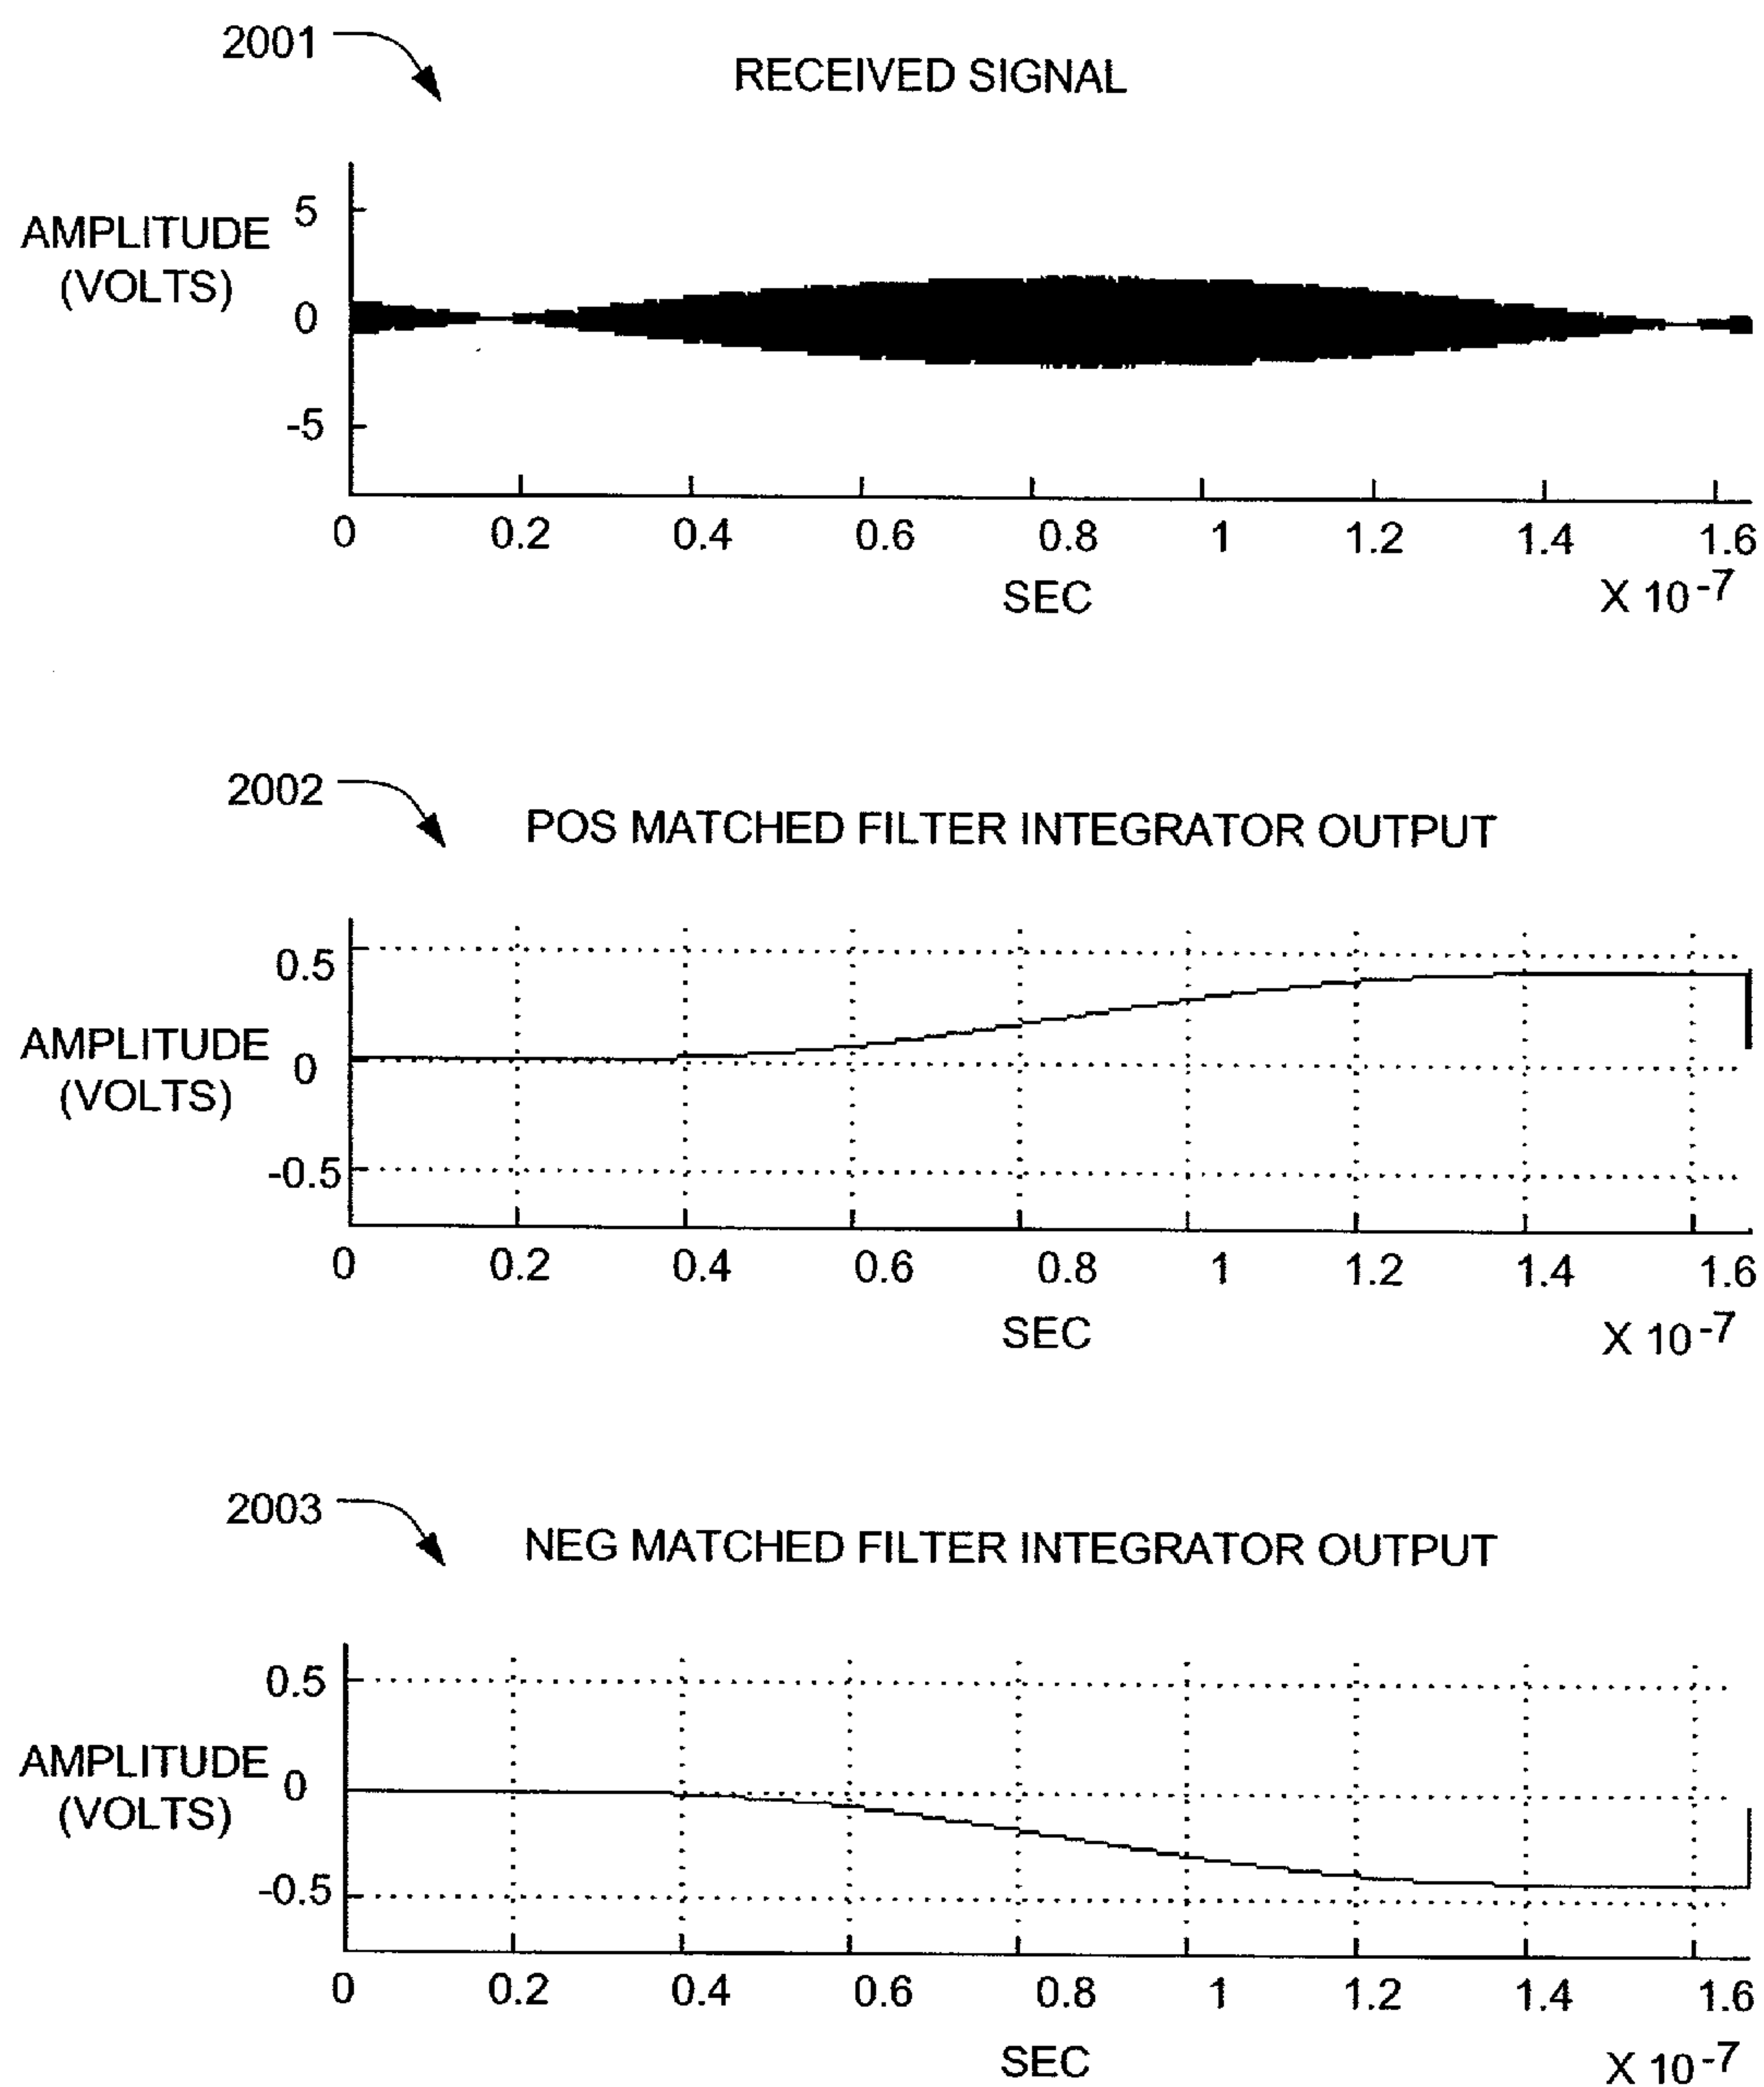 2001
RECEIVED SIGNAL
AMPLITUDE
(VOLTS)
5
0
-5
0 0.2 0.4 0.6 0.8 1 1.2 1.4 1.6
SEC
X 10-7
2002
POS MATCHED FILTER INTEGRATOR OUTPUT
AMPLITUDE
(VOLTS)
0.5
0
-0.5
0 0.2 0.4 0.6 0.8 1 1.2 1.4 1.6
SEC
X 10-7
2003
NEG MATCHED FILTER INTEGRATOR OUTPUT
AMPLITUDE
(VOLTS)
0.5
0
-0.5
0 0.2 0.4 0.6 0.8 1 1.2 1.4 1.6
SEC
X 10-7